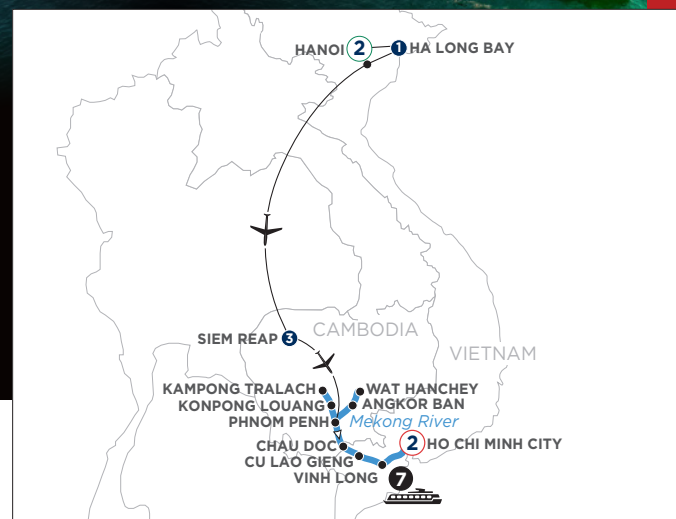 HANOI 2 1 HA LONG BAY
SIEM REAP 3
CAMBODIA
VIETNAM
KAMPONG TRALACH
WAT HANCHEY
KONPONG LOUANG
ANGKOR BAN
PHNOM PENH
Mekong River
CHAU DOC
2 HO CHI MINH CITY
CU LAO GIENG
VINH LONG
7